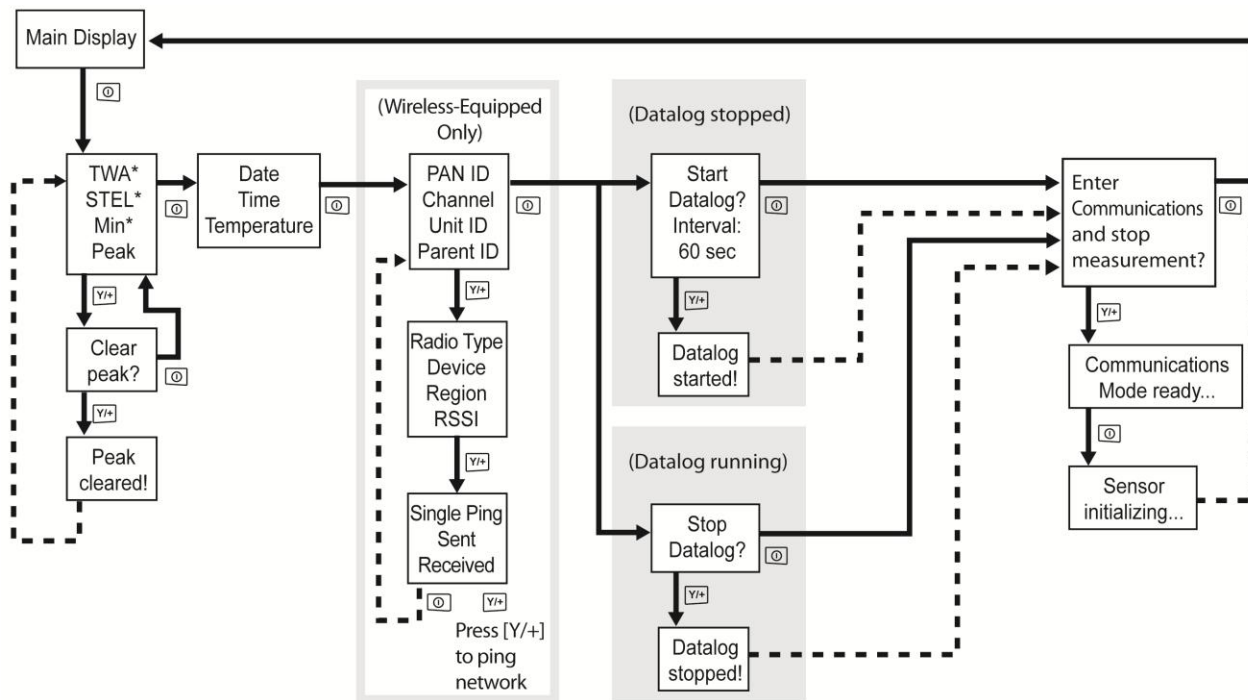 Main Display
TWA*
STEL*
Min*
Peak
Y/+
Clear
peak?
Y/+
Peak
cleared!
Date
Time
Temperature
(Wireless-Equipped
Only)
PAN ID
Channel
Unit ID
Parent ID
Y/+
Radio Type
Device
Region
RSSI
Y/+
Single Ping
Sent
Received
Y/+
Press [Y/+]
to ping
network
(Datalog stopped)
Start
Datalog?
Interval:
60 sec
Y/+
Datalog
started!
(Datalog running)
Stop
Datalog?
Y/+
Datalog
stopped!
Enter
Communications
and stop
measurement?
Y/+
Communications
Mode ready...
Sensor
initializing...